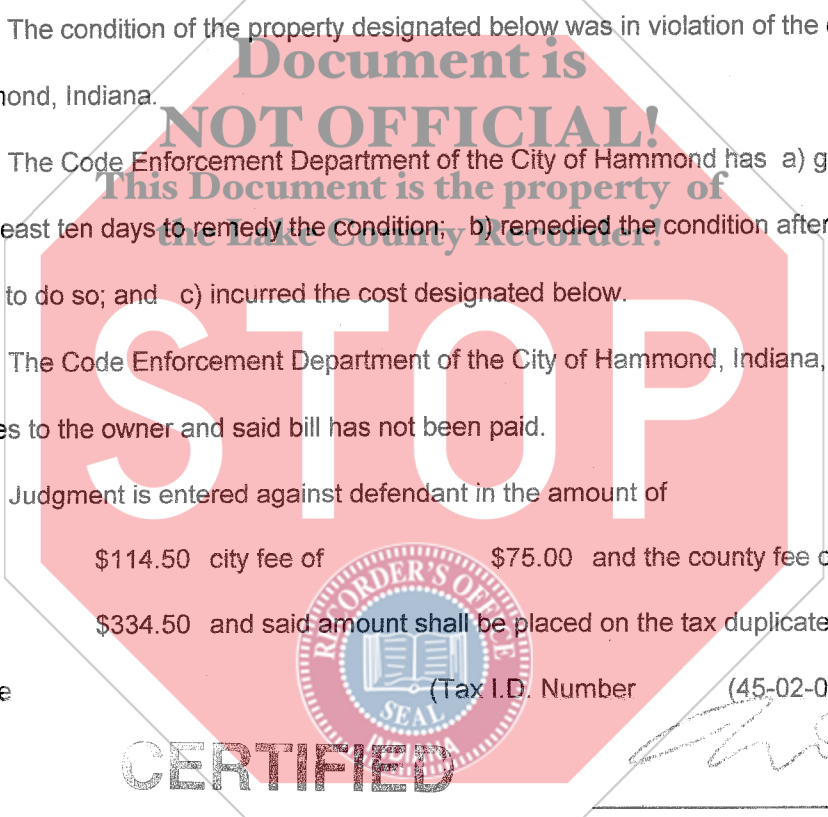 The condition of the property designated below was in violation of the
Document is
mond, Indiana.
NOT OFFICIAL!
The Code Enforcement Department of the City of Hammond has a) g
This Document is the property of
east ten days to remedy the condition; b) remedied the condition after
the Lake County Recorder!
to do so; and c) incurred the cost designated below.
STOP
The Code Enforcement Department of the City of Hammond, Indiana,
es to the owner and said bill has not been paid.
Judgment is entered against defendant in the amount of
$114.50 city fee of $75.00 and the county fee
RECORDER'S OFFICE
$334.50 and said amount shall be placed on the tax duplicate
e (Tax I.D. Number (45-02-0
SEAL
CERTIFIED